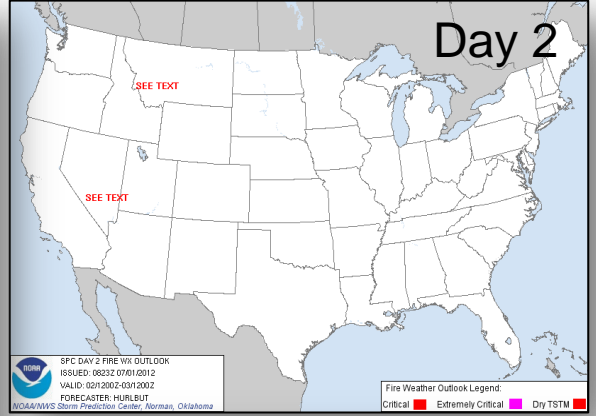 Day 2
SEE TEXT
SEE TEXT
NOAA
SPC DAY 2 FIRE WX OUTLOOK
ISSUED: 0823Z 07/01/2012
VALID: 02/1200Z-03/1200Z
FORECASTER: HURLBUT
NOAA/NWS Storm Prediction Center, Norman, Oklahoma
Fire Weather Outlook Legend:
Critical Extremely Critical Dry TSTM